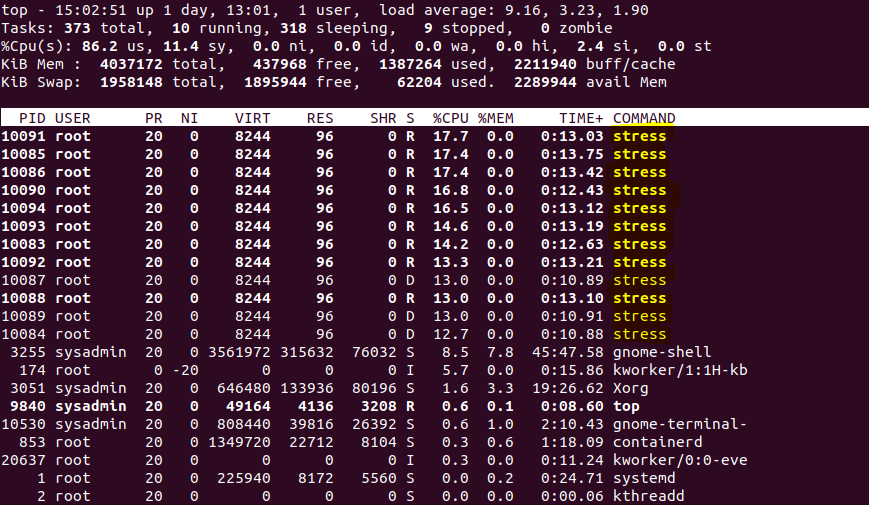 top - 15:02:51 up 1 day, 13:01,  1 user,  load average: 9.16, 3.23, 1.90
Tasks: 373 total,  10 running, 318 sleeping,   9 stopped,   0 zombie
%Cpu(s): 86.2 us, 11.4 sy,  0.0 ni,  0.0 id,  0.0 wa,  0.0 hi,  2.4 si,  0.0 st
KiB Mem :  4037172 total,   437968 free,  1387264 used,  2211940 buff/cache
KiB Swap:  1958148 total,  1895944 free,    62204 used.  2289944 avail Mem
PID USER PR NI VIRT RES SHR S %CPU %MEM TIME+ COMMAND
10091 root 20 0 8244 96 0 R 17.7 0.0 0:13.03 stress
10085 root 20 0 8244 96 0 R 17.4 0.0 0:13.75 stress
10086 root 20 0 8244 96 0 R 17.4 0.0 0:13.42 stress
10090 root 20 0 8244 96 0 R 16.8 0.0 0:12.43 stress
10094 root 20 0 8244 96 0 R 16.5 0.0 0:13.12 stress
10093 root 20 0 8244 96 0 R 14.6 0.0 0:13.19 stress
10083 root 20 0 8244 96 0 R 14.2 0.0 0:12.63 stress
10092 root 20 0 8244 96 0 R 13.3 0.0 0:13.21 stress
10087 root 20 0 8244 96 0 D 13.0 0.0 0:10.89 stress
10088 root 20 0 8244 96 0 R 13.0 0.0 0:13.10 stress
10089 root 20 0 8244 96 0 D 13.0 0.0 0:10.91 stress
10084 root 20 0 8244 96 0 D 12.7 0.0 0:10.88 stress
3255 sysadmin 20 0 3561972 315632 76032 S 8.5 7.8 45:47.58 gnome-shell
174 root 0 -20 0 0 0 I 5.7 0.0 0:15.86 kworker/1:1H-kb
3051 sysadmin 20 0 646480 133936 80196 S 1.6 3.3 19:26.62 Xorg
9840 sysadmin 20 0 49164 4136 3208 R 0.6 0.1 0:08.60 top
10530 sysadmin 20 0 808440 39816 26392 S 0.6 1.0 2:10.43 gnome-terminal-
853 root 20 0 1349720 22712 8104 S 0.3 0.6 1:18.09 containerd
20637 root 20 0 0 0 0 I 0.3 0.0 0:11.24 kworker/0:0-eve
1 root 20 0 225940 8172 5560 S 0.0 0.2 0:24.71 systemd
2 root 20 0 0 0 0 S 0.0 0.0 0:00.06 kthreadd